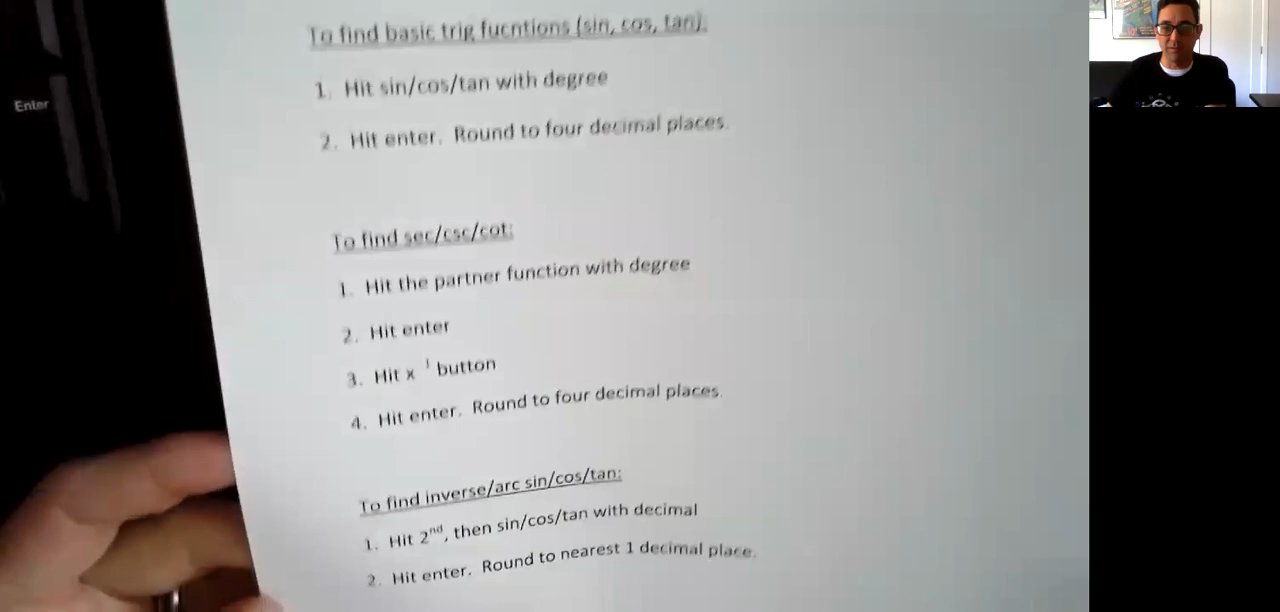 Enter
To find basic trig fucntions (sin, cos, tan):
1. Hit sin/cos/tan with degree
2. Hit enter. Round to four decimal places.
To find sec/csc/cot:
1. Hit the partner function with degree
2. Hit enter
3. Hit x ⁻¹ button
4. Hit enter. Round to four decimal places.
To find inverse/arc sin/cos/tan:
1. Hit 2ⁿᵈ, then sin/cos/tan with decimal
2. Hit enter. Round to nearest 1 decimal place.